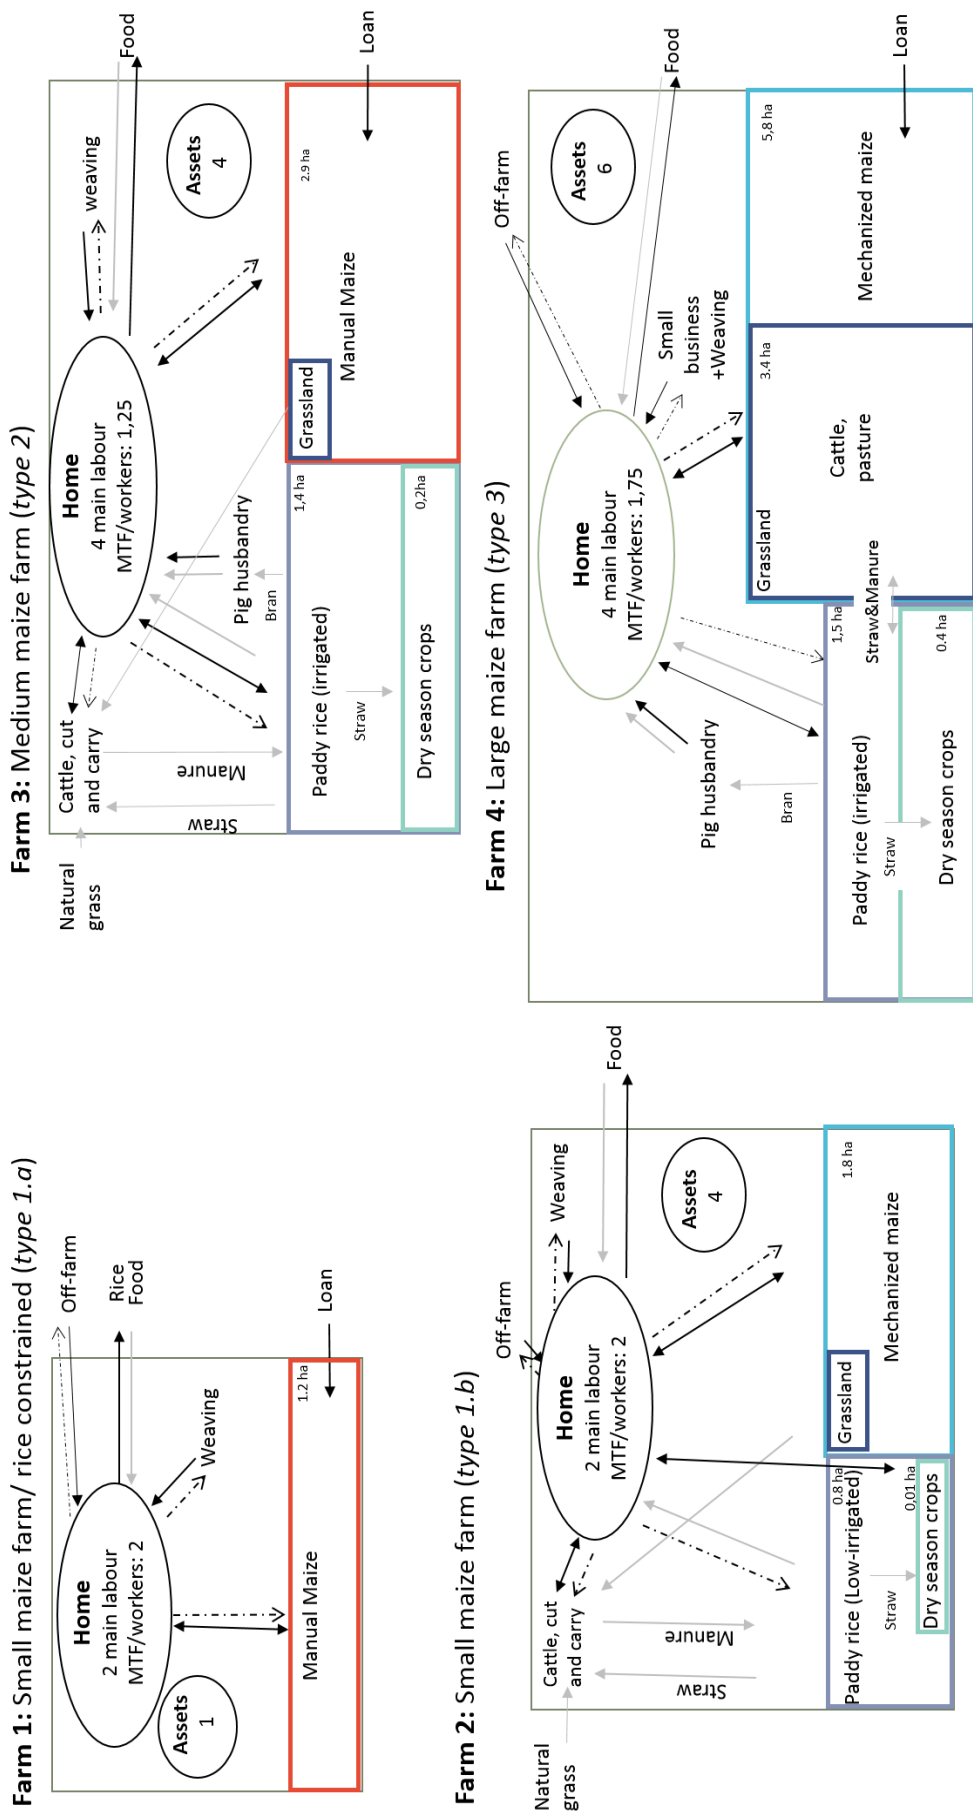 Farm 1: Small maize farm/ rice constrained (type 1.a)
Off-farm
Rice
Food
Home
2 main labour
MTF/workers: 2
Assets
1
Weaving
1.2 ha
Manual Maize
Loan
Farm 3: Medium maize farm (type 2)
Natural
grass
Cattle, cut
and carry
Home
4 main labour
MTF/workers: 1,25
weaving
Food
Assets
4
Straw
Manure
Pig husbandry
Bran
1,4 ha
Paddy rice (irrigated)
Straw
0,2ha
Dry season crops
Grassland
2.9 ha
Manual Maize
Loan
Farm 2: Small maize farm (type 1.b)
Off-farm
Weaving
Natural
grass
Cattle, cut
and carry
Home
2 main labour
MTF/workers: 2
Food
Assets
4
Straw
Manure
0.8 ha
Paddy rice (Low-irrigated)
Straw
0,01 ha
Dry season crops
Grassland
1.8 ha
Mechanized maize
Farm 4: Large maize farm (type 3)
Off-farm
Home
4 main labour
MTF/workers: 1,75
Assets
6
Food
Small
business
+Weaving
Pig husbandry
Bran
1,5 ha
Paddy rice (irrigated)
Straw
Straw&Manure
0.4 ha
Dry season crops
Grassland
3.4 ha
Cattle,
pasture
5,8 ha
Mechanized maize
Loan